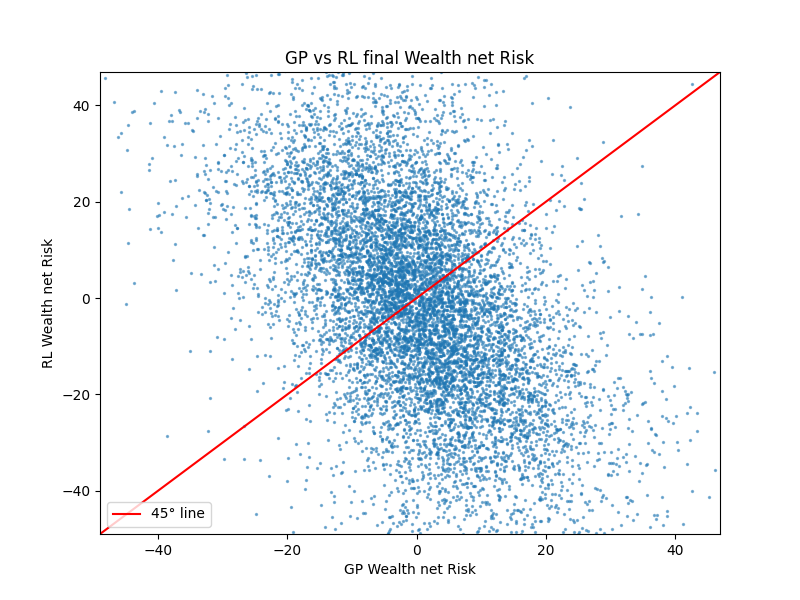 GP vs RL final Wealth net Risk
RL Wealth net Risk
40
20
0
−20
−40
45° line
−40
−20
0
20
40
GP Wealth net Risk